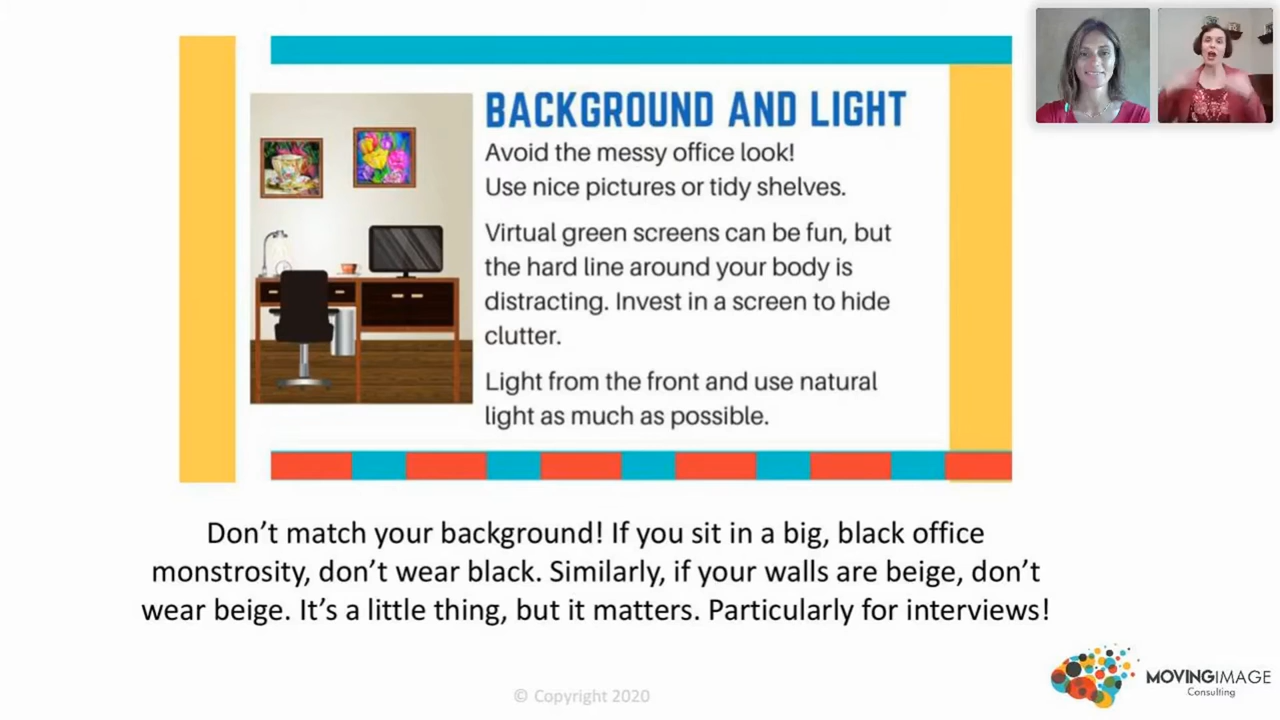 BACKGROUND AND LIGHT
Avoid the messy office look!
Use nice pictures or tidy shelves.
Virtual green screens can be fun, but
the hard line around your body is
distracting. Invest in a screen to hide
clutter.
Light from the front and use natural
light as much as possible.
Don’t match your background! If you sit in a big, black office
monstrosity, don’t wear black. Similarly, if your walls are beige, don’t
wear beige. It’s a little thing, but it matters. Particularly for interviews!
© Copyright 2020
MOVINGIMAGE
Consulting